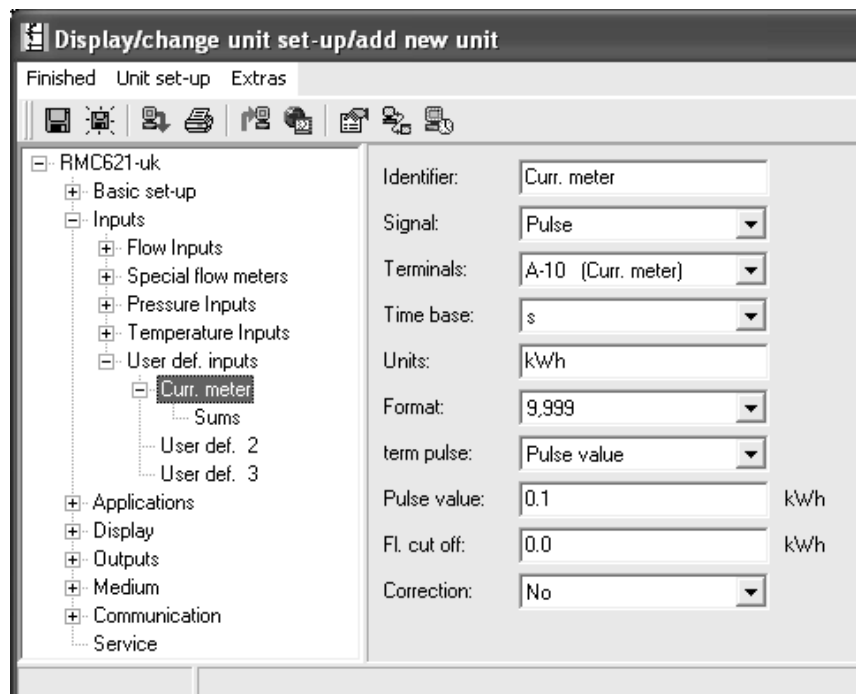 Display/change unit set-up/add new unit
Finished Unit set-up Extras
RMC621-uk
Basic set-up
Inputs
Flow Inputs
Special flow meters
Pressure Inputs
Temperature Inputs
User def. inputs
Curr. meter
Sums
User def. 2
User def. 3
Applications
Display
Outputs
Medium
Communication
Service
Identifier: Curr. meter
Signal: Pulse
Terminals: A-10 (Curr. meter)
Time base: s
Units: kWh
Format: 9,999
term pulse: Pulse value
Pulse value: 0.1 kWh
Fl. cut off: 0.0 kWh
Correction: No